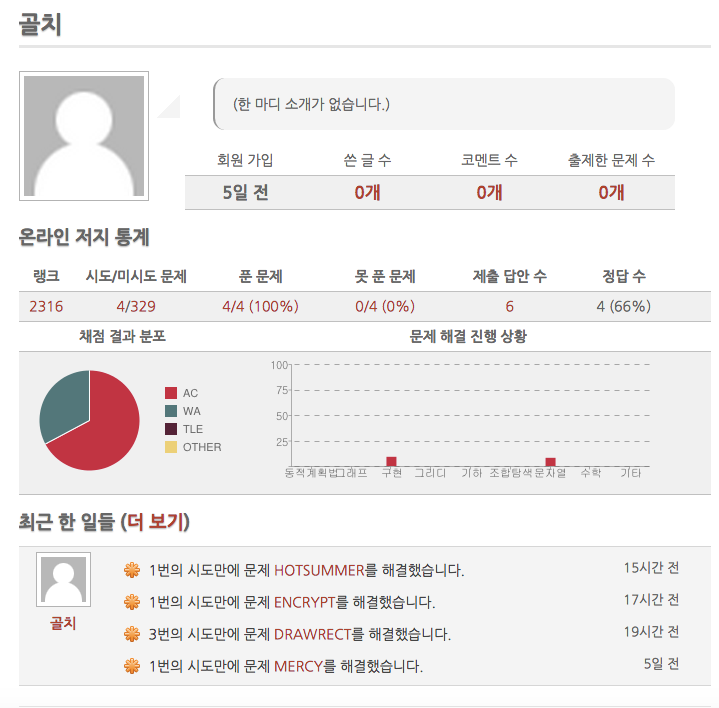 골치
(한 마디 소개가 없습니다.)
회원 가입 쓴 글 수 코멘트 수 출제한 문제 수
5일 전 0개 0개 0개
온라인 저지 통계
랭크 시도/미시도 문제 푼 문제 못 푼 문제 제출 답안 수 정답 수
2316 4/329 4/4 (100%) 0/4 (0%) 6 4 (66%)
채점 결과 분포 문제 해결 진행 상황
AC
WA
TLE
OTHER
100
75
50
25
동적계획법 그래프 구현 그리디 기하 조합탐색 문자열 수학 기타
최근 한 일들 (더 보기)
골치
1번의 시도만에 문제 HOTSUMMER를 해결했습니다. 15시간 전
1번의 시도만에 문제 ENCRYPT를 해결했습니다. 17시간 전
3번의 시도만에 문제 DRAWRECT를 해결했습니다. 19시간 전
1번의 시도만에 문제 MERCY를 해결했습니다. 5일 전